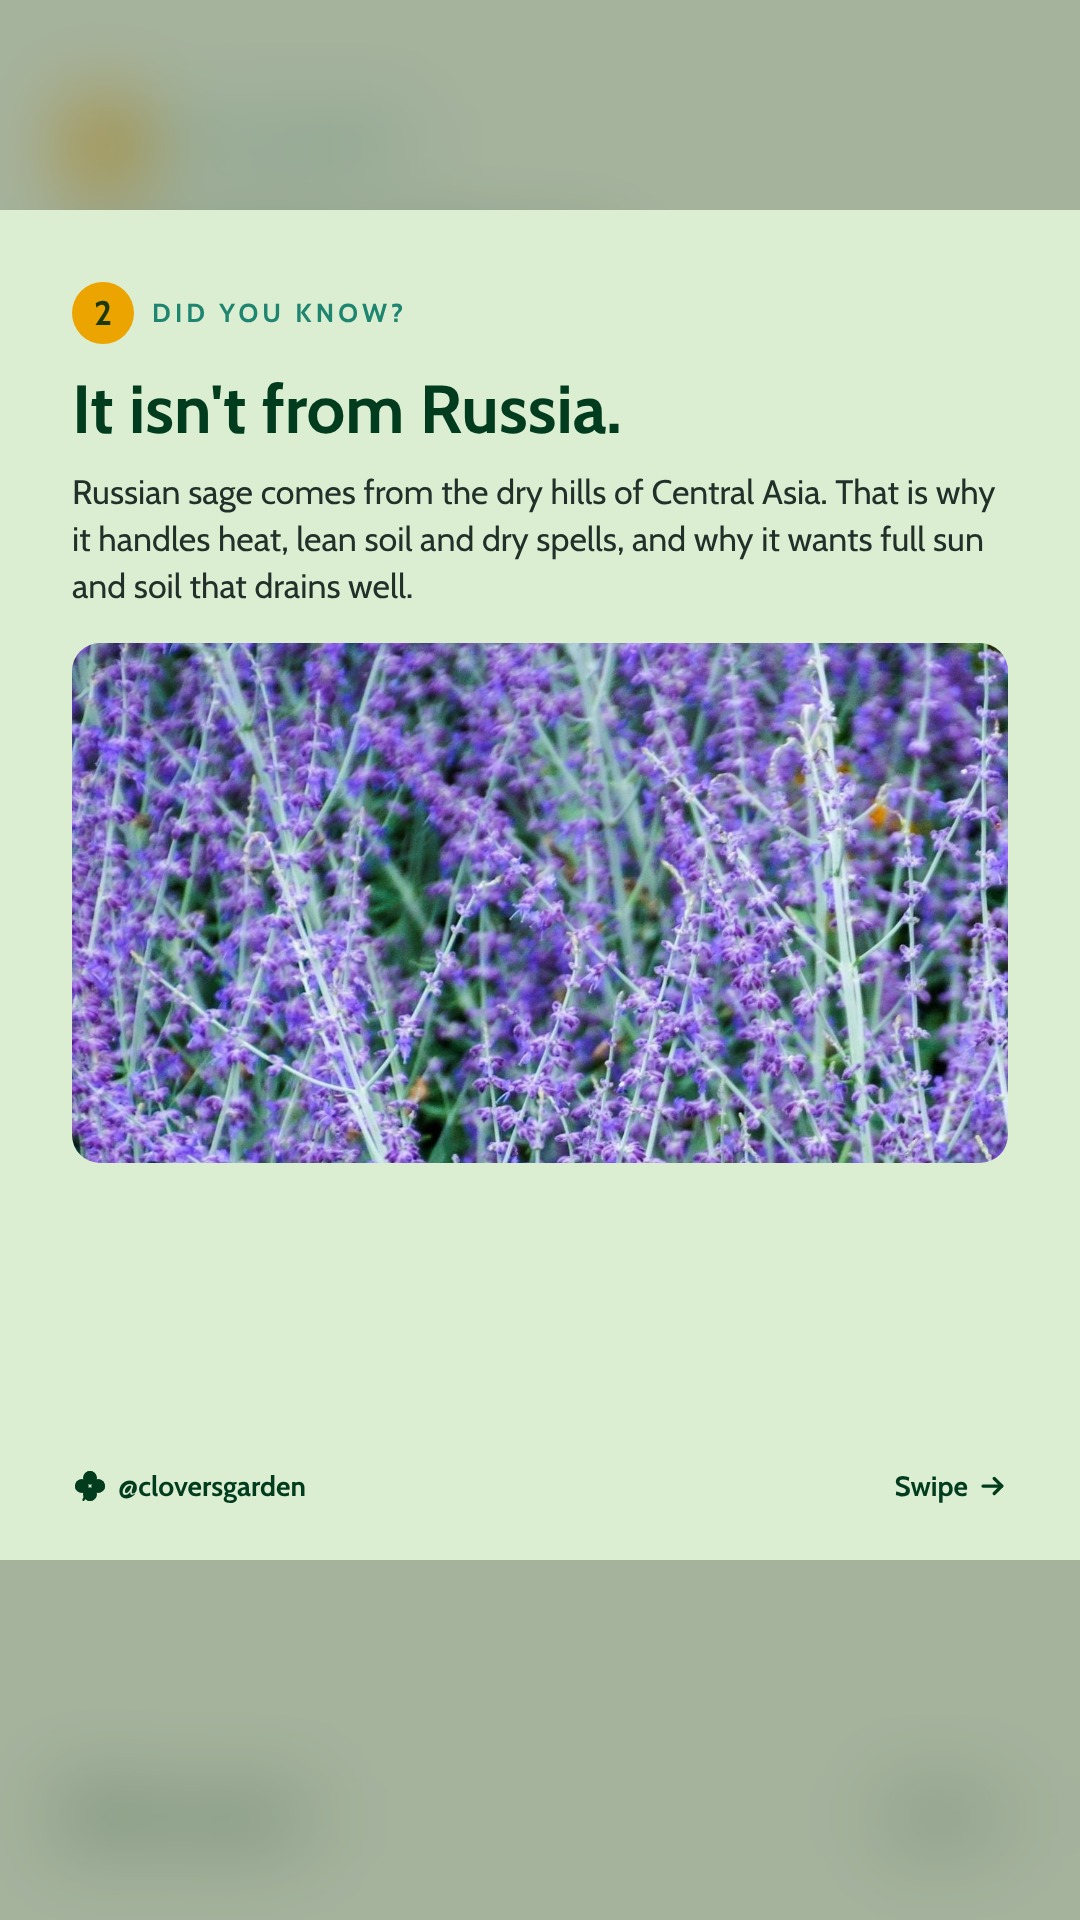 2
DID YOU KNOW?
It isn't from Russia.
Russian sage comes from the dry hills of Central Asia. That is why
it handles heat, lean soil and dry spells, and why it wants full sun
and soil that drains well.
@cloversgarden
Swipe →